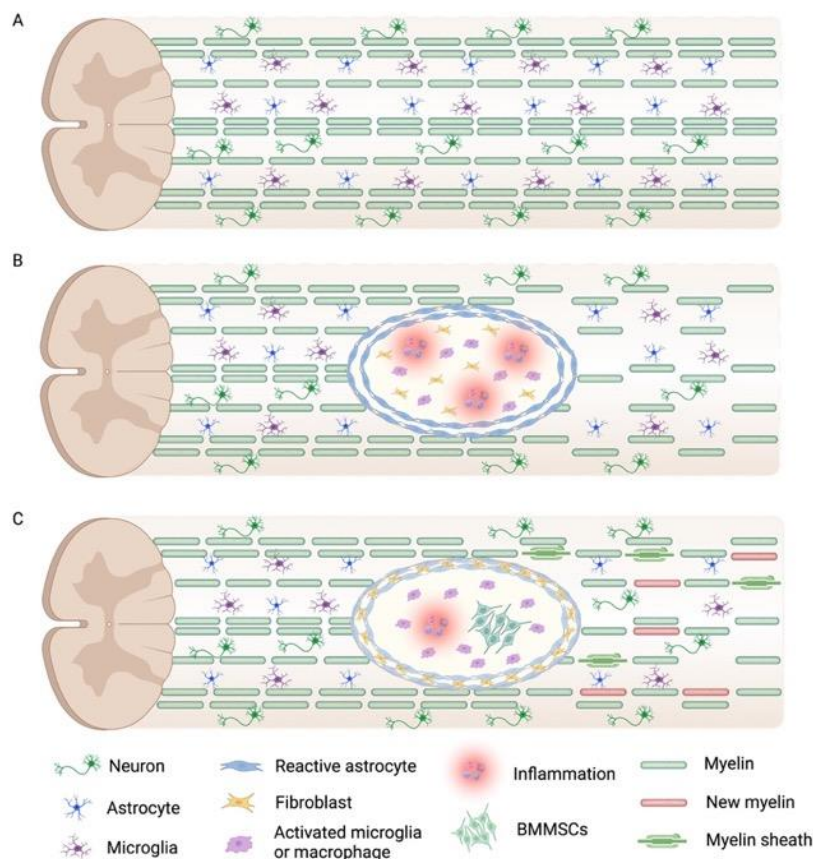 A
B
C
Neuron
Reactive astrocyte
Inflammation
Myelin
Astrocyte
Fibroblast
BMMSCs
New myelin
Microglia
Activated microglia
or macrophage
Myelin sheath